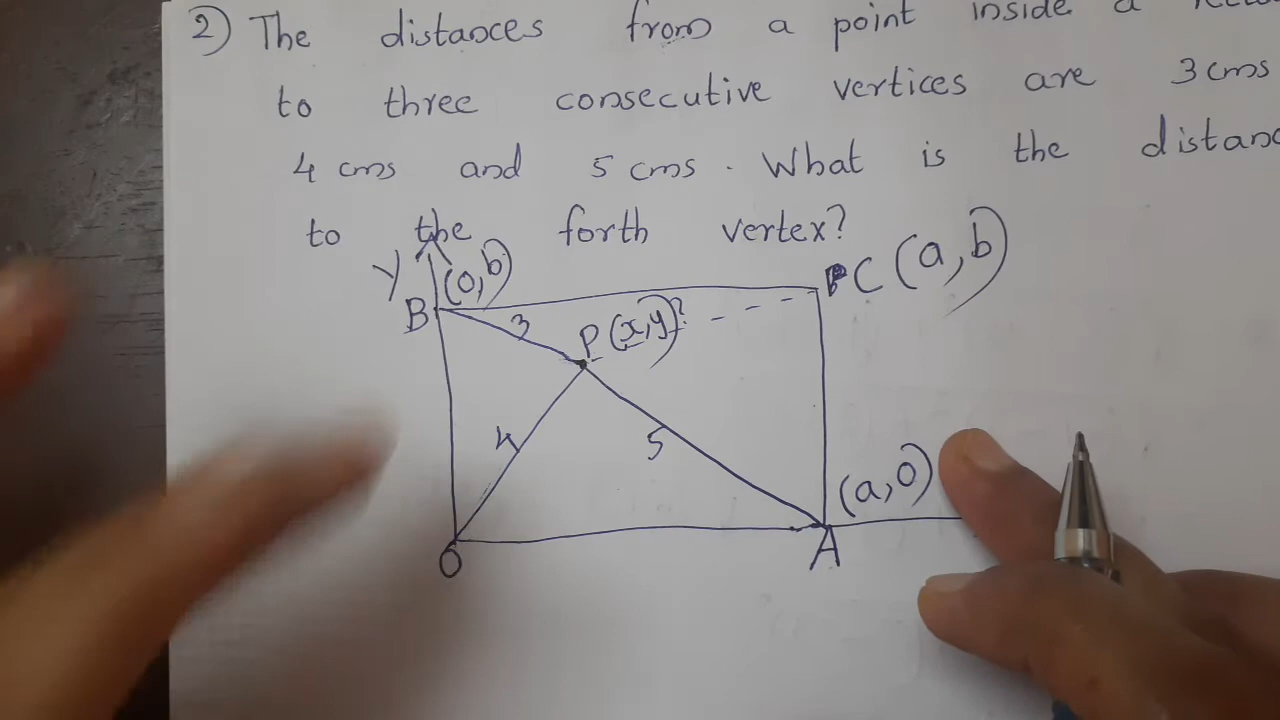 2) The distances from a point inside a
to three consecutive vertices are 3 cms
4 cms and 5 cms . What is the
to the forth vertex?
Y (0,b) C (a,b)
B 3 P (x,y)?
4 5 (a,0)
O A